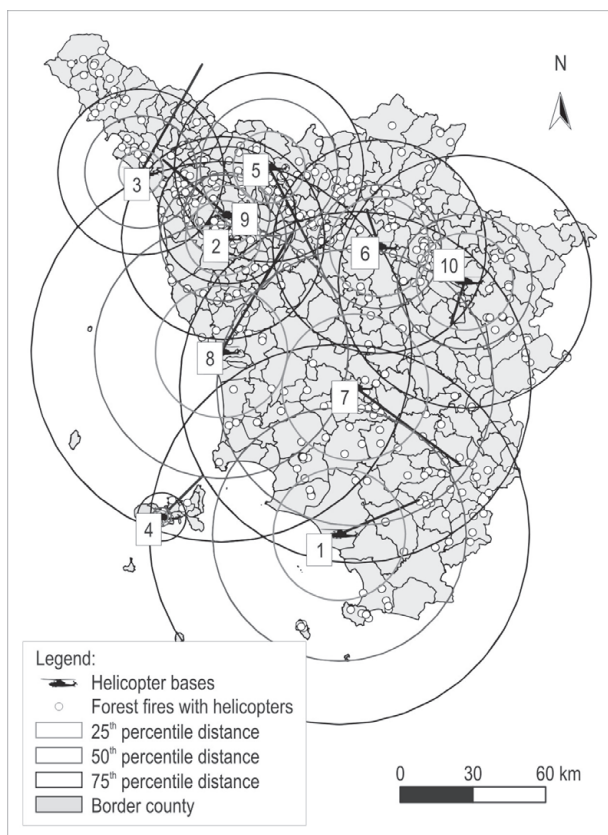 N
3
5
9
2
6
10
8
7
4
1
Legend:
Helicopter bases
Forest fires with helicopters
25th percentile distance
50th percentile distance
75th percentile distance
Border county
0 30 60 km